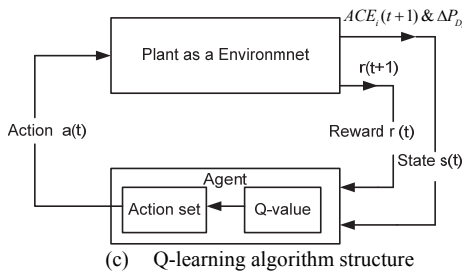 ACE_i(t+1) & ΔP_D
Plant as a Environmnet
r(t+1)
Action a(t)
Reward r (t)
State s(t)
Agent
Action set
Q-value
(c) Q-learning algorithm structure